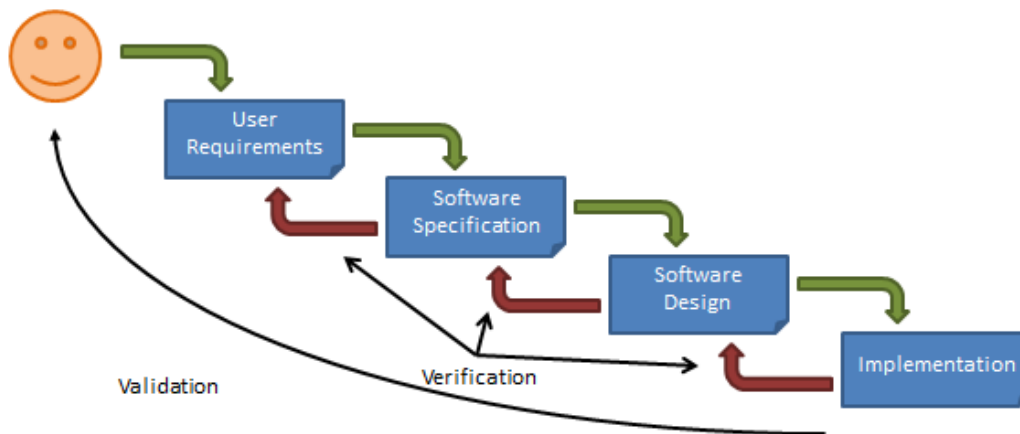 User
Requirements
Software
Specification
Software
Design
Implementation
Verification
Validation